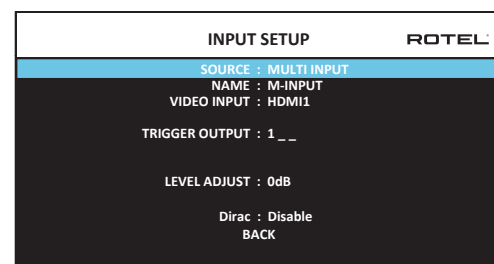 INPUT SETUP ROTEL
SOURCE : MULTI INPUT
NAME : M-INPUT
VIDEO INPUT : HDMI1
TRIGGER OUTPUT : 1 _ _
LEVEL ADJUST : 0dB
Dirac : Disable
BACK